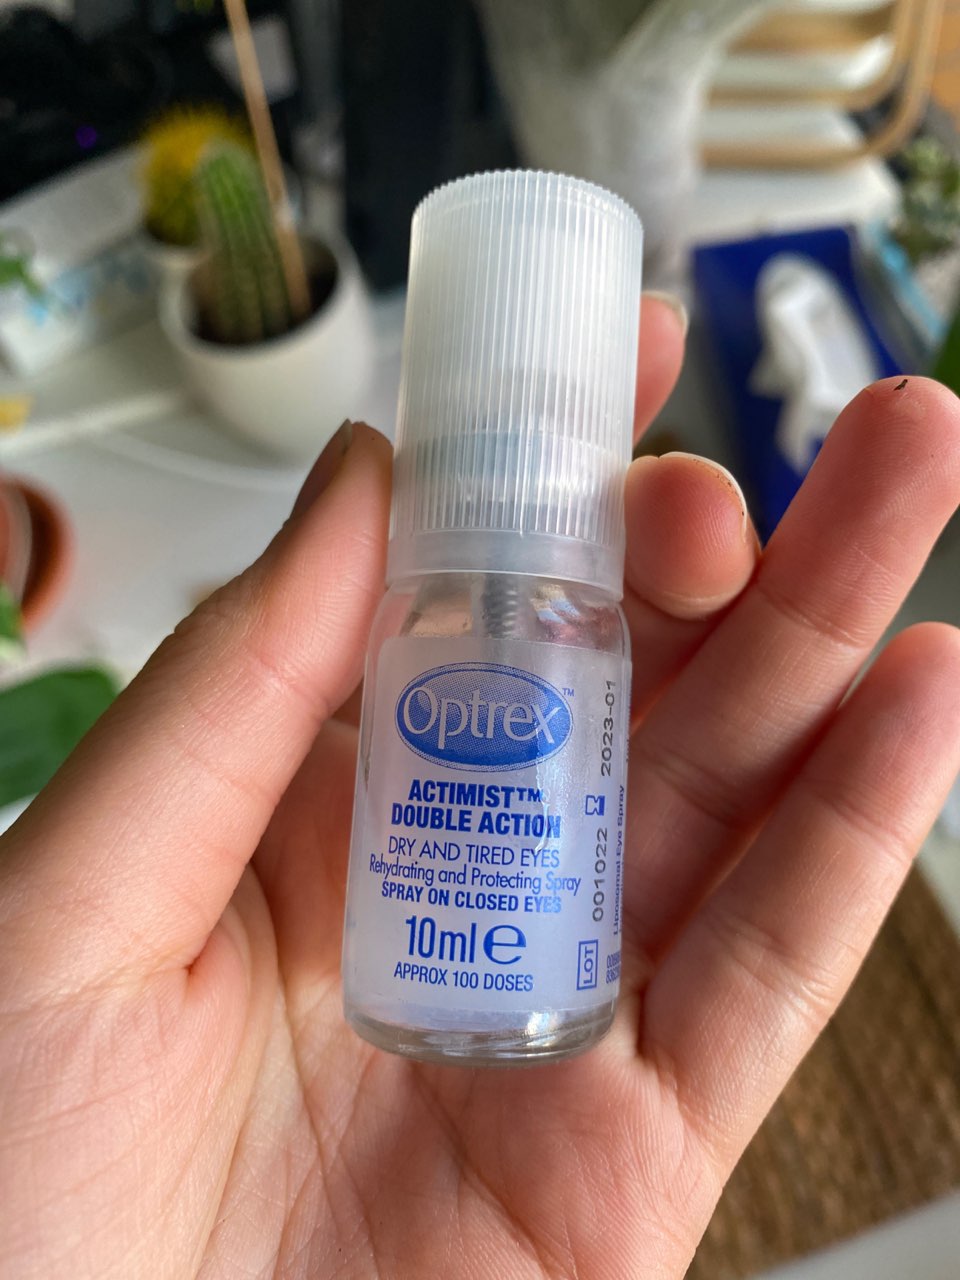 Optrex™
ACTIMIST™
DOUBLE ACTION
DRY AND TIRED EYES
Rehydrating and Protecting Spray
SPRAY ON CLOSED EYES
10ml e
APPROX 100 DOSES
LOT 001022
2023-01
Liposomal Eye Spray